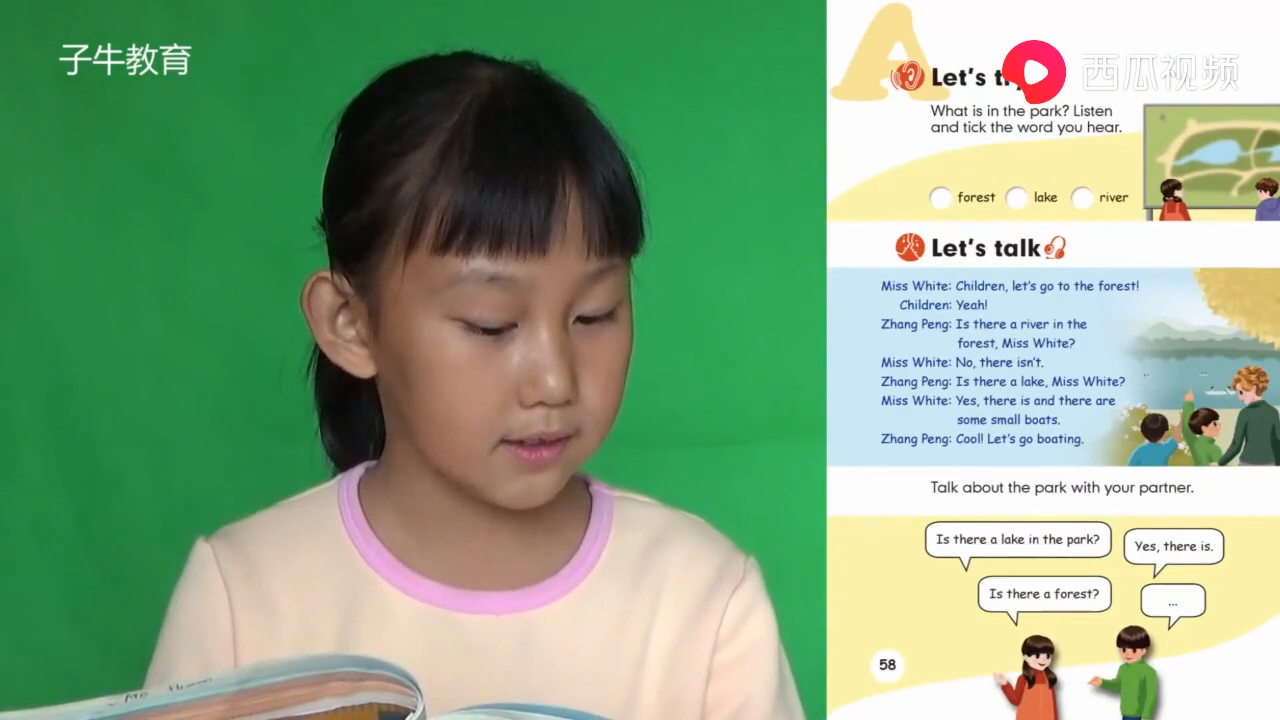 子牛教育
西瓜视频
A
Let's try
What is in the park? Listen
and tick the word you hear.
forest lake river
Let's talk
Miss White: Children, let's go to the forest!
Children: Yeah!
Zhang Peng: Is there a river in the
forest, Miss White?
Miss White: No, there isn't.
Zhang Peng: Is there a lake, Miss White?
Miss White: Yes, there is and there are
some small boats.
Zhang Peng: Cool! Let's go boating.
Talk about the park with your partner.
Is there a lake in the park?
Yes, there is.
Is there a forest?
...
58